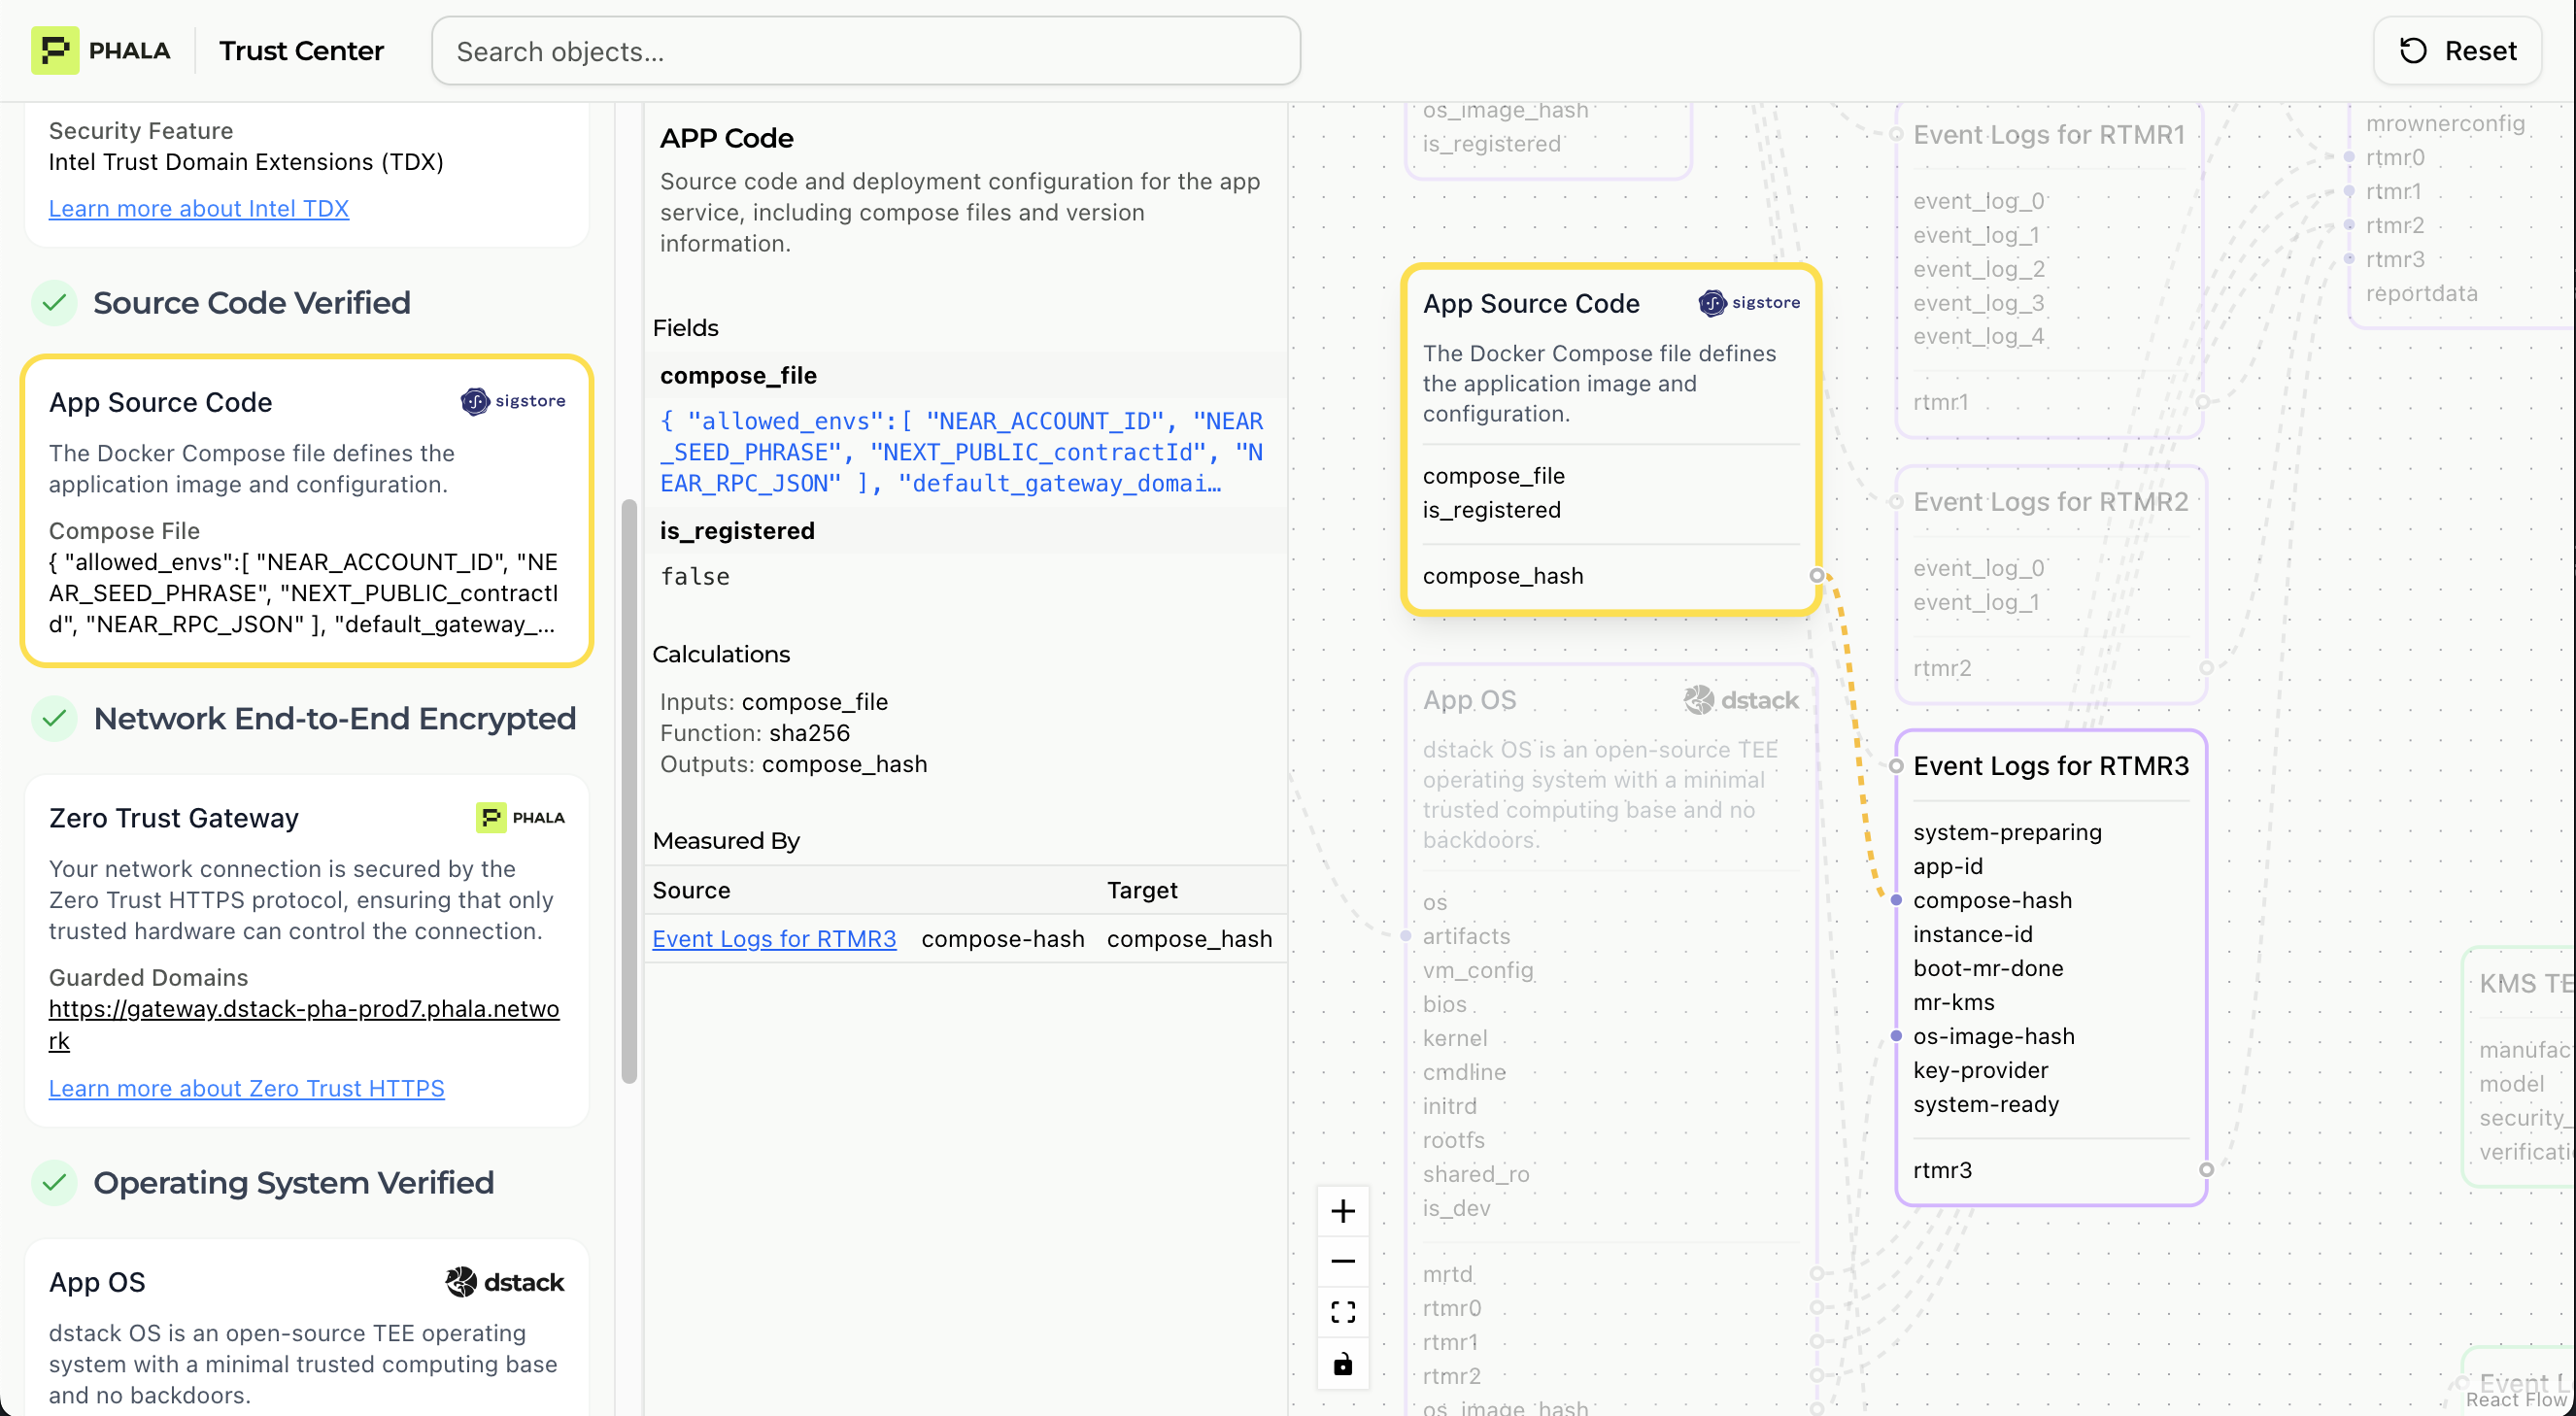 PHALA
Trust Center
Search objects...
Reset
Security Feature
Intel Trust Domain Extensions (TDX)
Learn more about Intel TDX
Source Code Verified
App Source Code
sigstore
The Docker Compose file defines the
application image and configuration.
Compose File
{ "allowed_envs":[ "NEAR_ACCOUNT_ID", "NE
AR_SEED_PHRASE", "NEXT_PUBLIC_contractI
d", "NEAR_RPC_JSON" ], "default_gateway_...
Network End-to-End Encrypted
Zero Trust Gateway
PHALA
Your network connection is secured by the
Zero Trust HTTPS protocol, ensuring that only
trusted hardware can control the connection.
Guarded Domains
https://gateway.dstack-pha-prod7.phala.netwo
rk
Learn more about Zero Trust HTTPS
Operating System Verified
App OS
dstack
dstack OS is an open-source TEE operating
system with a minimal trusted computing base
and no backdoors.
APP Code
Source code and deployment configuration for the app
service, including compose files and version
information.
Fields
compose_file
{ "allowed_envs":[ "NEAR_ACCOUNT_ID", "NEAR
_SEED_PHRASE", "NEXT_PUBLIC_contractId", "N
EAR_RPC_JSON" ], "default_gateway_domai…
is_registered
false
Calculations
Inputs: compose_file
Function: sha256
Outputs: compose_hash
Measured By
Source Target
Event Logs for RTMR3 compose-hash compose_hash
os_image_hash
is_registered
App Source Code
sigstore
The Docker Compose file defines
the application image and
configuration.
compose_file
is_registered
compose_hash
App OS
dstack
dstack OS is an open-source TEE
operating system with a minimal
trusted computing base and no
backdoors.
os
artifacts
vm_config
bios
kernel
cmdline
initrd
rootfs
shared_ro
is_dev
mrtd
rtmr0
rtmr1
rtmr2
os_image_hash
Event Logs for RTMR1
event_log_0
event_log_1
event_log_2
event_log_3
event_log_4
rtmr1
Event Logs for RTMR2
event_log_0
event_log_1
rtmr2
Event Logs for RTMR3
system-preparing
app-id
compose-hash
instance-id
boot-mr-done
mr-kms
os-image-hash
key-provider
system-ready
rtmr3
mrownerconfig
rtmr0
rtmr1
rtmr2
rtmr3
reportdata
KMS TE
manufac
model
security_
verificati
Event L
React Flow